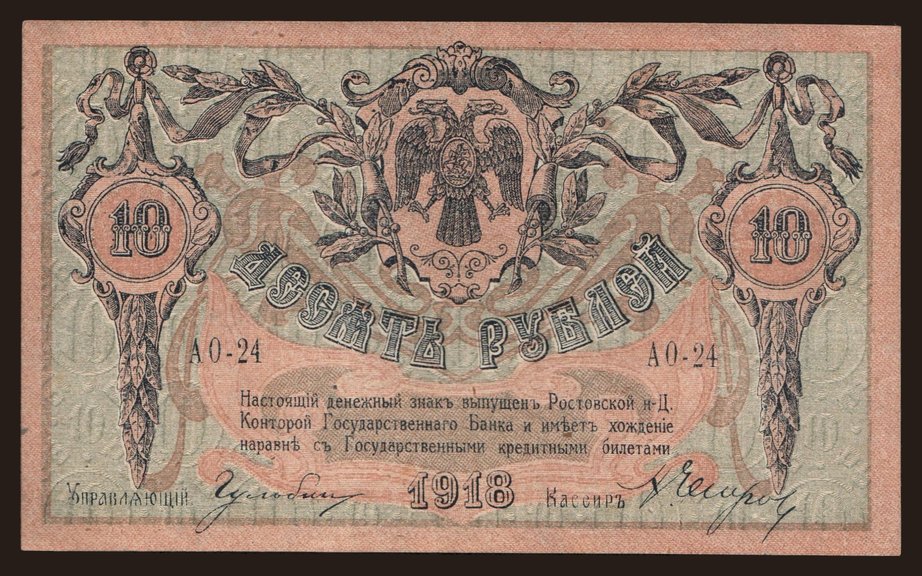 10
10
ДЕСЯТЬ РУБЛЕЙ
АО-24
АО-24
Настоящій денежный знакъ выпущенъ Ростовской н-Д.
Конторой Государственнаго Банка и имѣетъ хожденіе
наравнѣ съ Государственными кредитными билетами
Управляющій
1918
Кассиръ